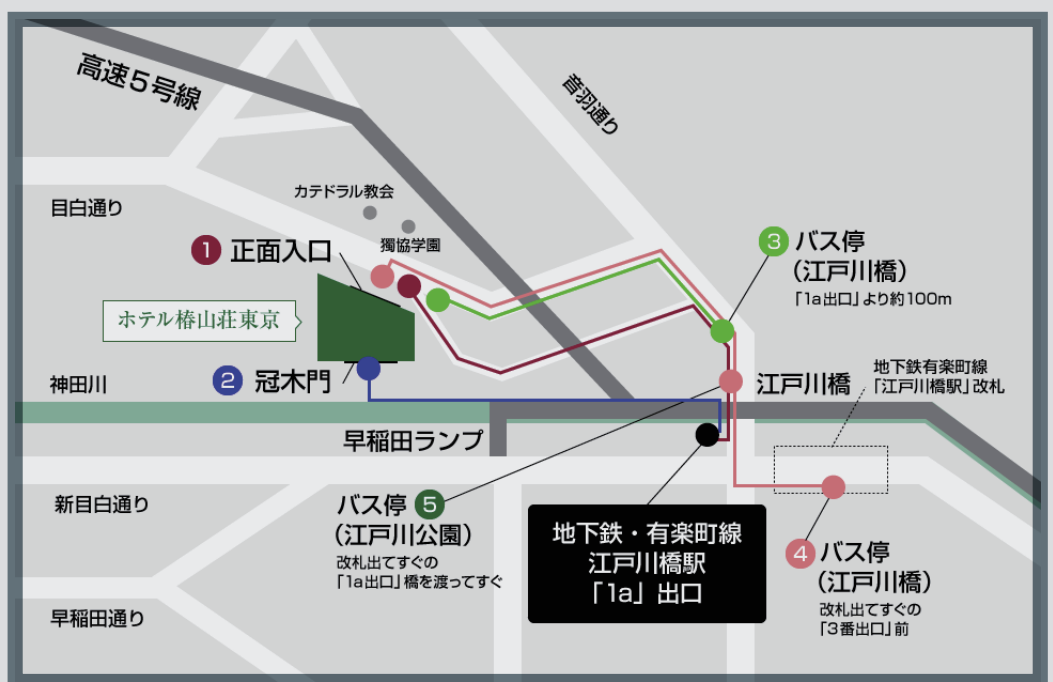 高速5号線
音羽通り
目白通り
カテドラル教会
獨協学園
1 正面入口
3 バス停
(江戸川橋)
「1a出口」より約100m
ホテル椿山荘東京
神田川
2 冠木門
江戸川橋
地下鉄有楽町線
「江戸川橋駅」改札
早稲田ランプ
新目白通り
バス停 5
(江戸川公園)
改札出てすぐの
「1a出口」橋を渡ってすぐ
地下鉄・有楽町線
江戸川橋駅
「1a」出口
4 バス停
(江戸川橋)
改札出てすぐの
「3番出口」前
早稲田通り